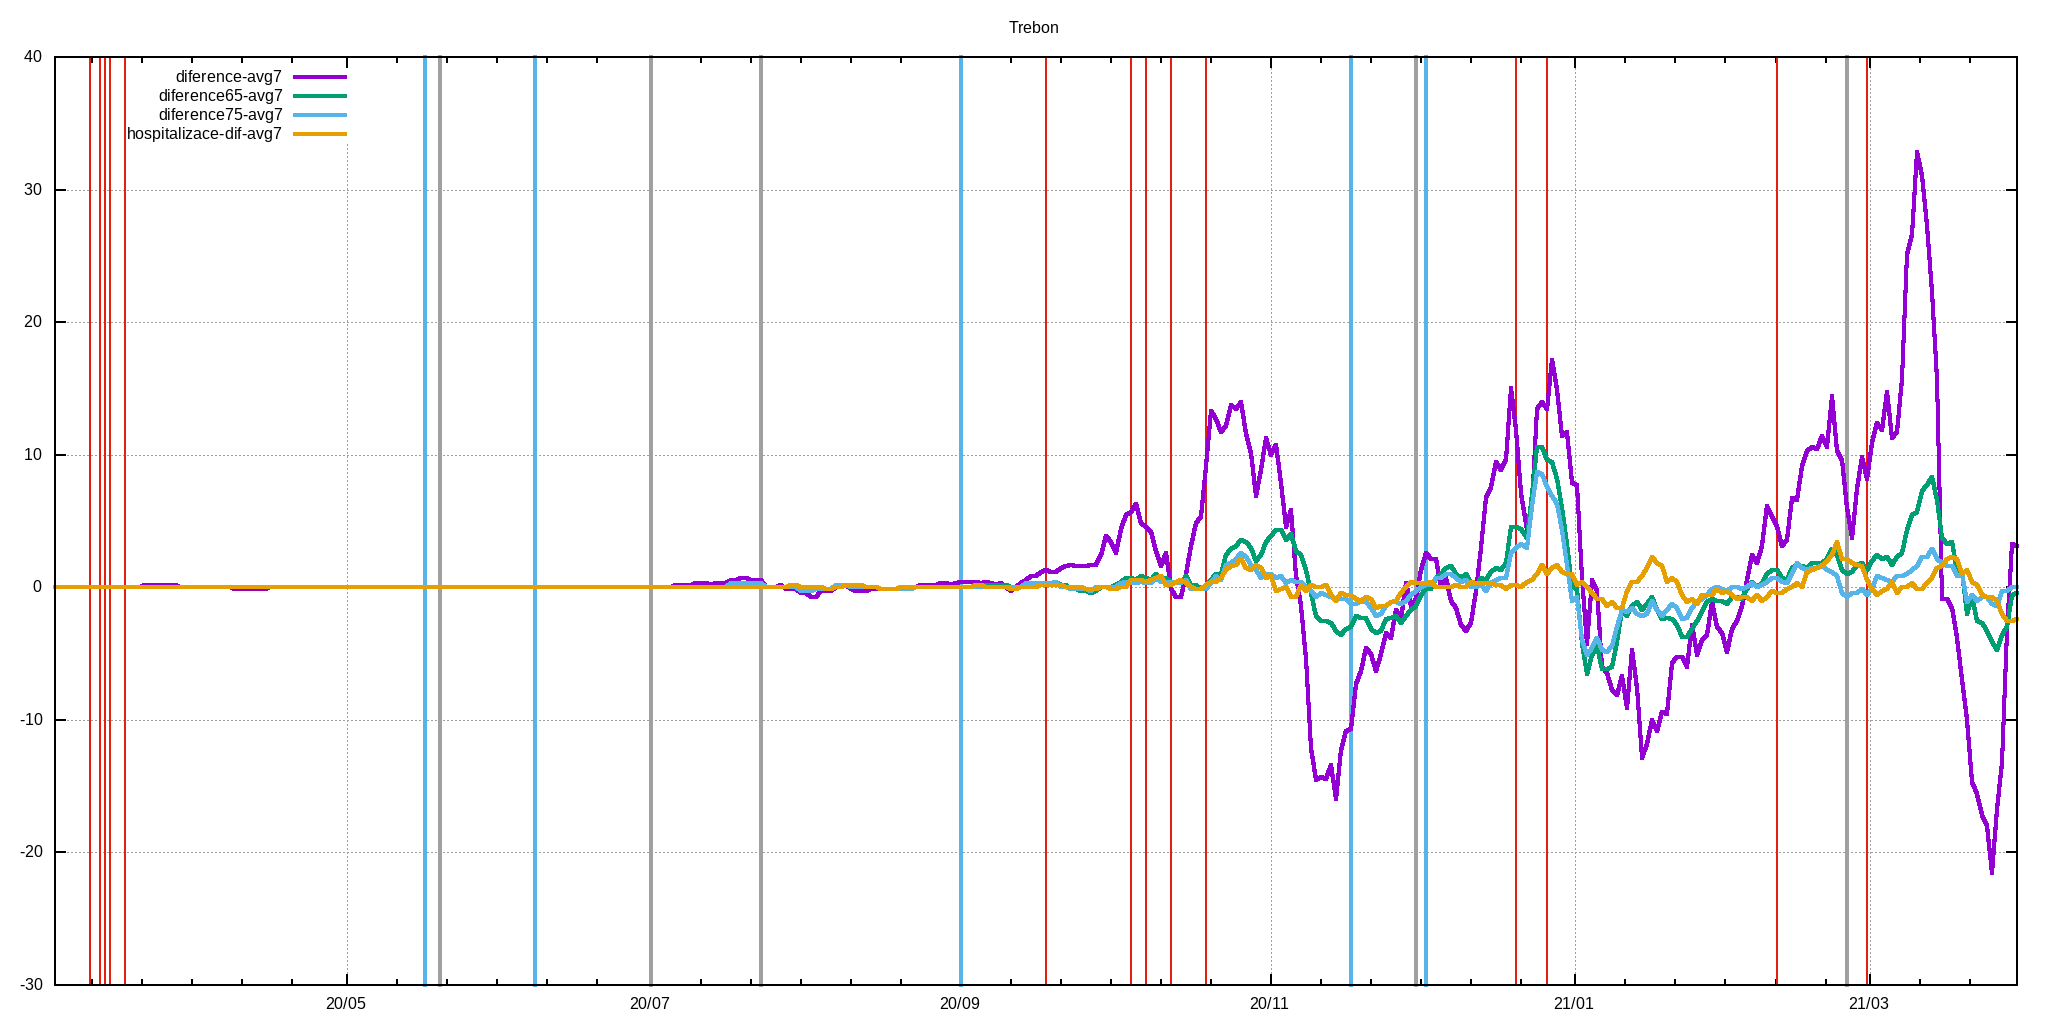 Trebon
40
30
20
10
0
-10
-20
-30
diference-avg7
diference65-avg7
diference75-avg7
hospitalizace-dif-avg7
20/05 20/07 20/09 20/11 21/01 21/03